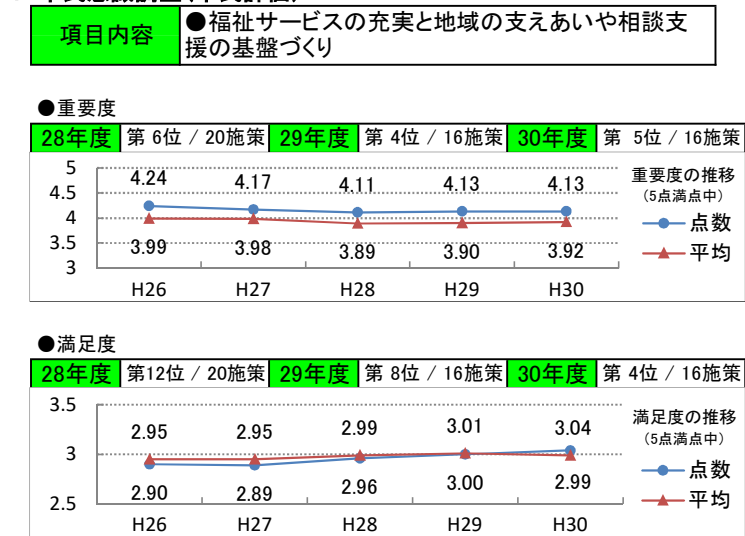 項目内容
●福祉サービスの充実と地域の支えあいや相談支
援の基盤づくり
●重要度
28年度 第 6位 / 20施策 29年度 第 4位 / 16施策 30年度 第 5位 / 16施策
重要度の推移
(5点満点中)
点数
平均
5
4.5
4
3.5
3
4.24 4.17 4.11 4.13 4.13
3.99 3.98 3.89 3.90 3.92
H26 H27 H28 H29 H30
●満足度
28年度 第12位 / 20施策 29年度 第 8位 / 16施策 30年度 第 4位 / 16施策
満足度の推移
(5点満点中)
点数
平均
3.5
3
2.5
2.95 2.95 2.99 3.01 3.04
2.90 2.89 2.96 3.00 2.99
H26 H27 H28 H29 H30